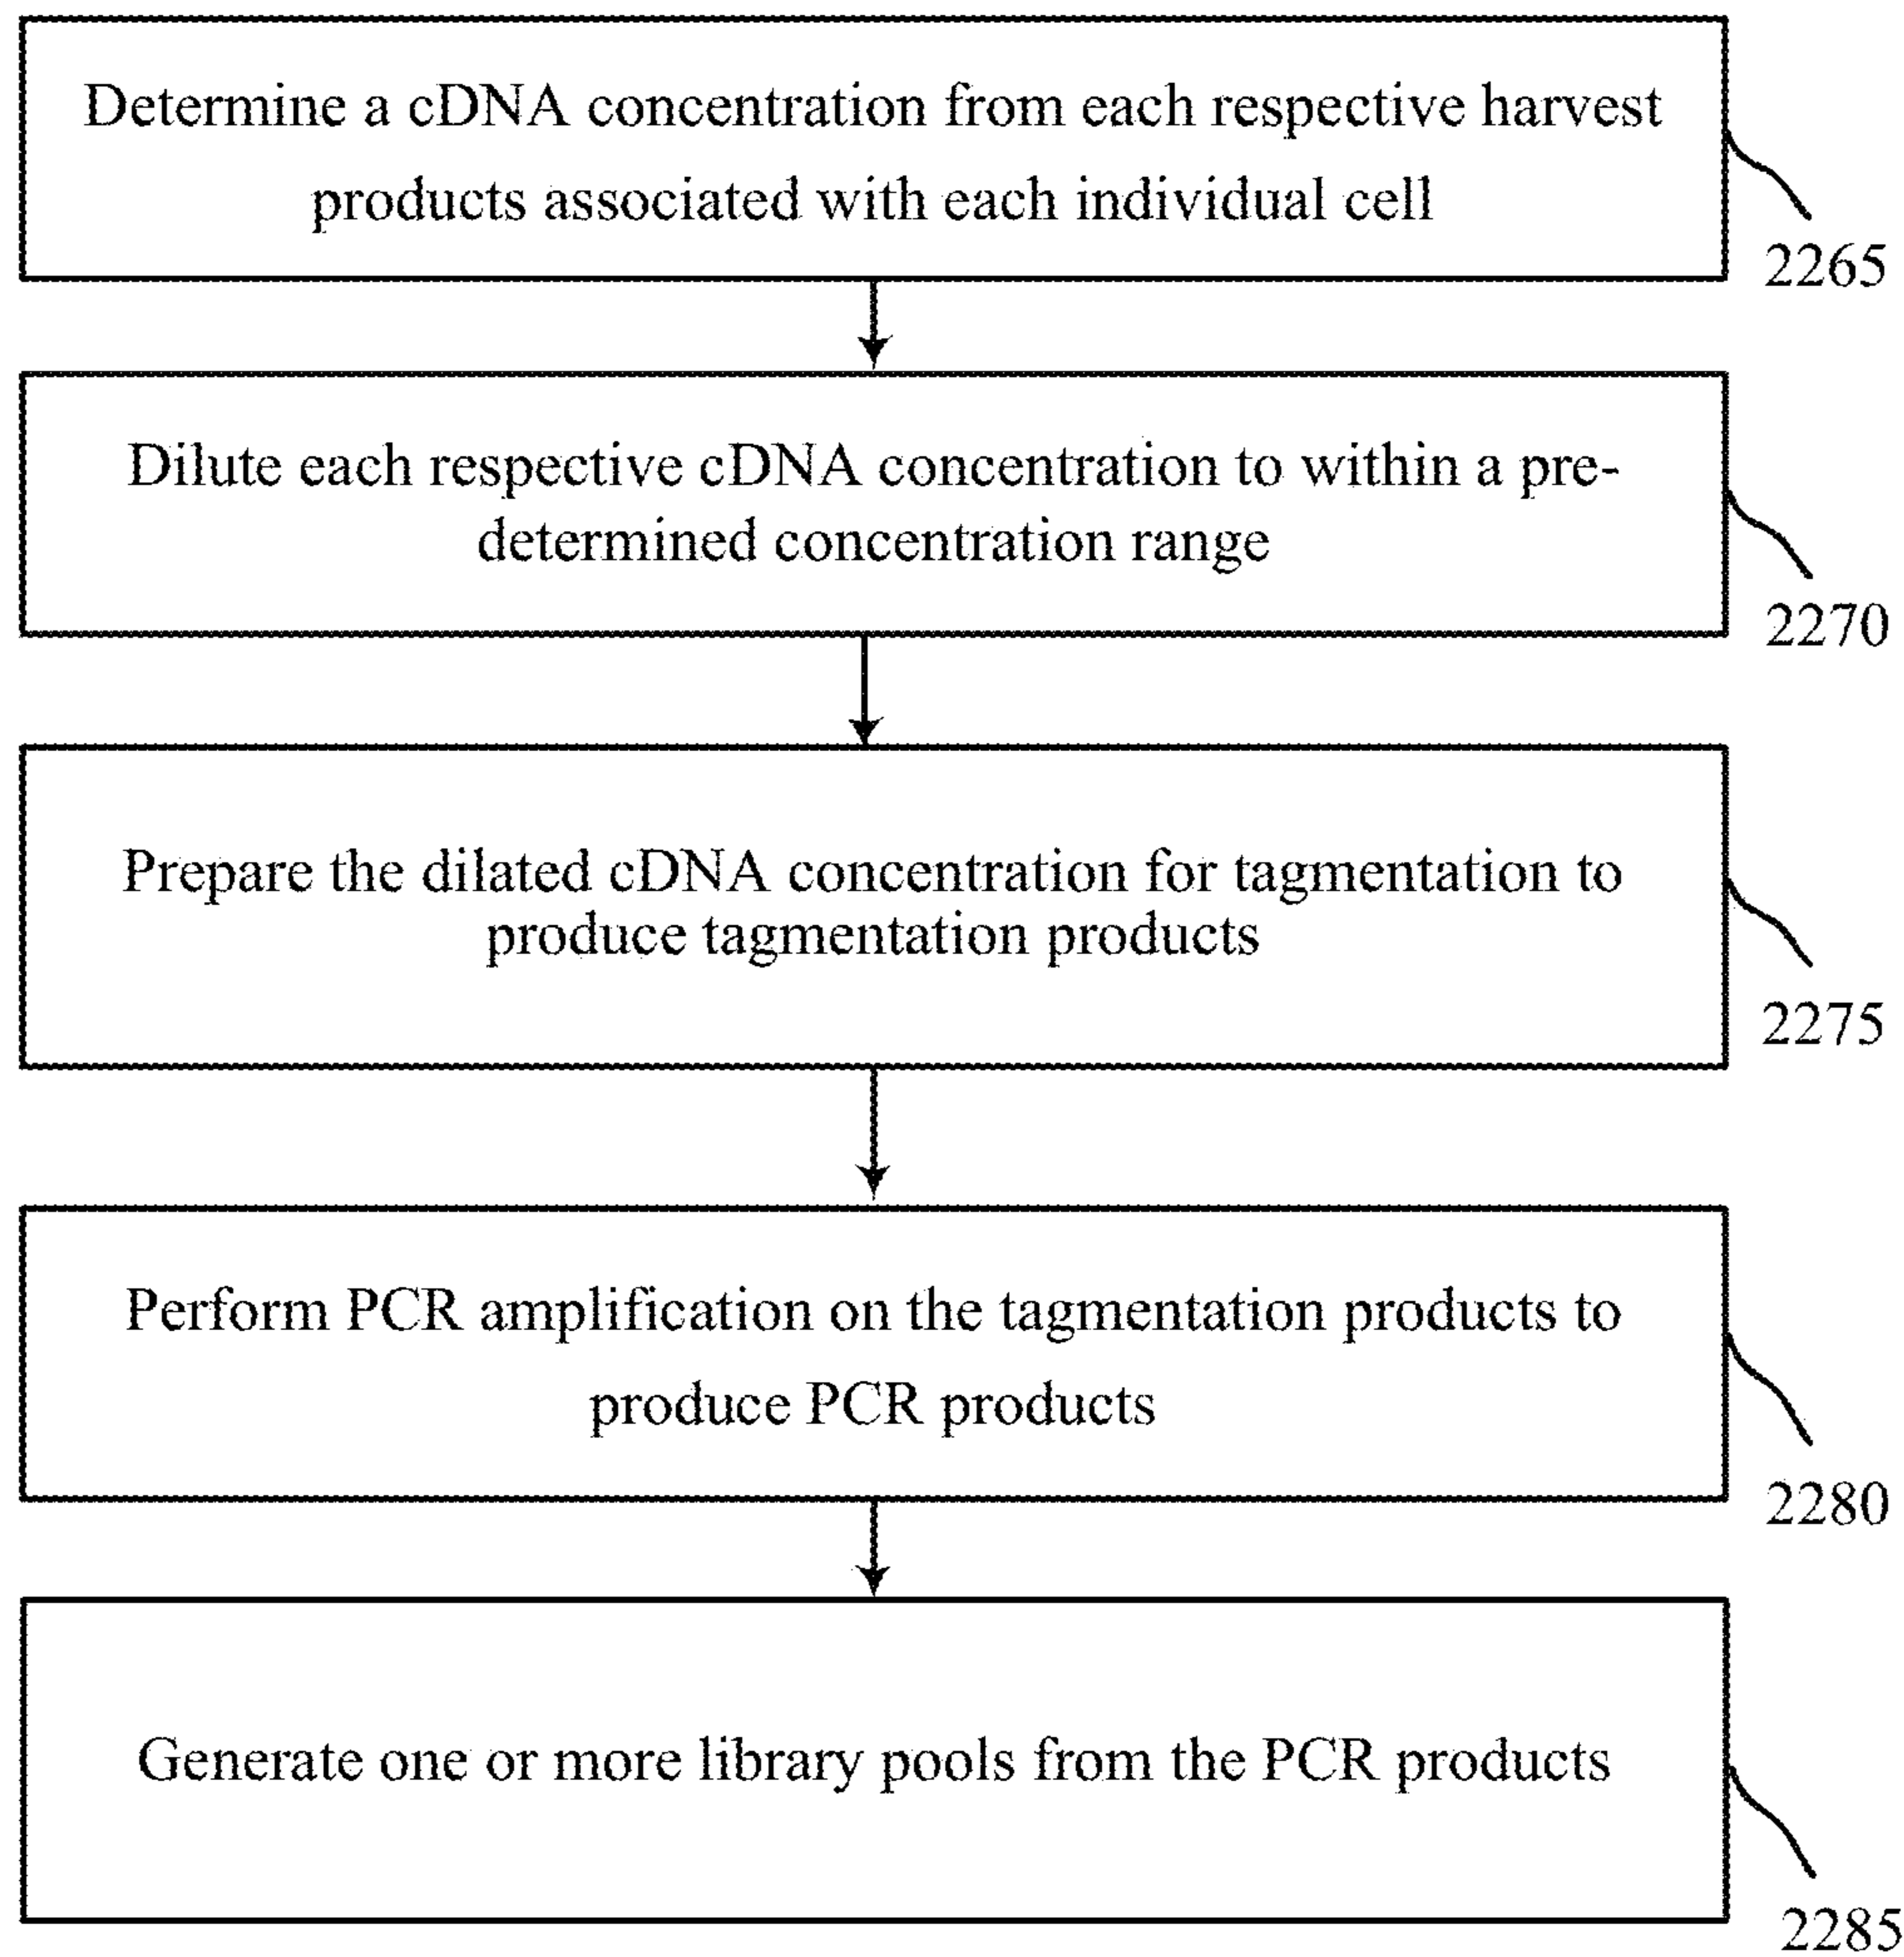 Determine a cDNA concentration from each respective harvest
products associated with each individual cell
2265
Dilute each respective cDNA concentration to within a pre-
determined concentration range
2270
Prepare the dilated cDNA concentration for tagmentation to
produce tagmentation products
2275
Perform PCR amplification on the tagmentation products to
produce PCR products
2280
Generate one or more library pools from the PCR products
2285